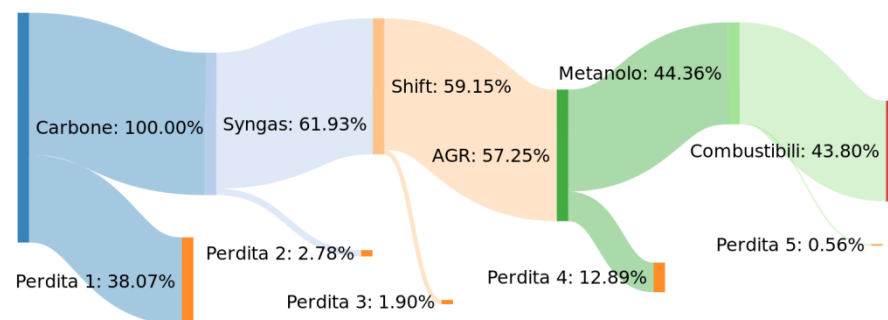 Carbone: 100.00%
Syngas: 61.93%
Shift: 59.15%
AGR: 57.25%
Metanolo: 44.36%
Combustibili: 43.80%
Perdita 1: 38.07%
Perdita 2: 2.78%
Perdita 3: 1.90%
Perdita 4: 12.89%
Perdita 5: 0.56%